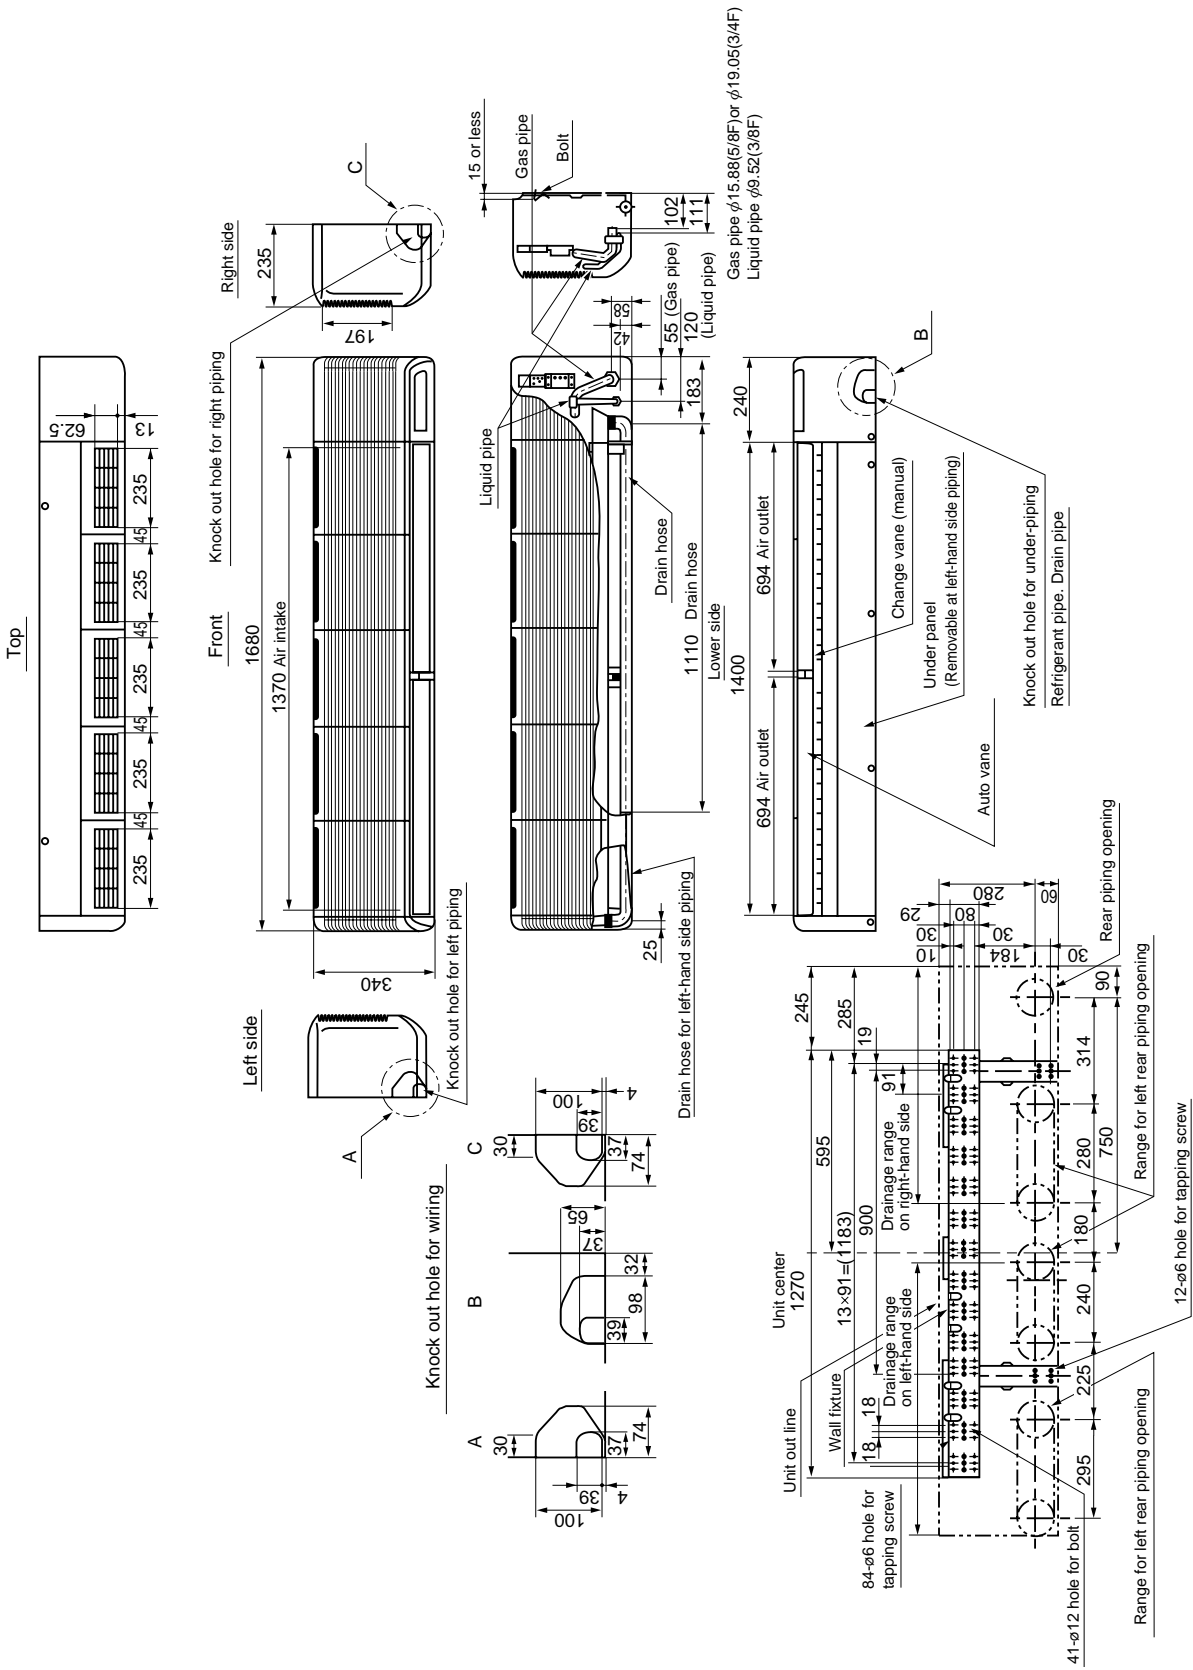 Top
62.5
13
235
45
235
45
235
45
235
45
235
Right side
235
197
C
Knock out hole for right piping
Front
1680
1370 Air intake
340
Left side
A
Knock out hole for left piping
15 or less
Gas pipe
Bolt
102
111
Gas pipe ϕ15.88(5/8F)or ϕ19.05(3/4F)
Liquid pipe ϕ9.52(3/8F)
Liquid pipe
58
42
55 (Gas pipe)
120
(Liquid pipe)
183
Drain hose
1110 Drain hose
Lower side
25
Drain hose for left-hand side piping
240
1400
694 Air outlet
694 Air outlet
B
Change vane (manual)
Under panel
(Removable at left-hand side piping)
Knock out hole for under-piping
Refrigerant pipe. Drain pipe
Auto vane
Knock out hole for wiring
A
30
37
74
39
4
100
B
65
37
32
98
39
C
30
37
74
39
4
100
Unit center
1270
245
595
285
13×91=(1183)
19
900
91
Drainage range
on right-hand side
Drainage range
on left-hand side
Unit out line
Wall fixture
18
18
84-ø6 hole for
tapping screw
41-ø12 hole for bolt
29
280
80
60
30
30
10
184
30
90
314
280
750
180
240
225
295
Rear piping opening
Range for left rear piping opening
12-ø6 hole for tapping screw
Range for left rear piping opening